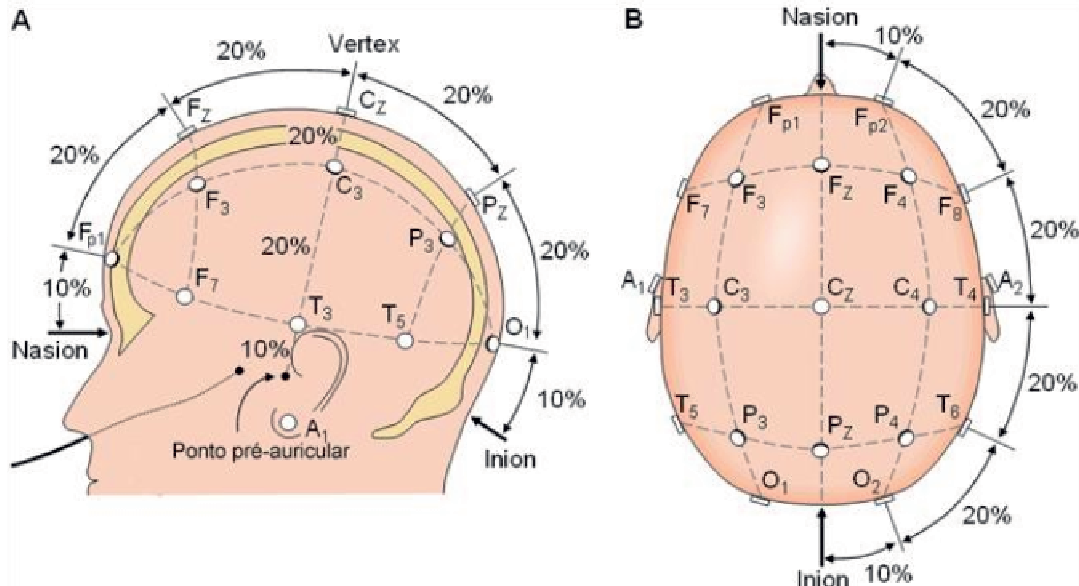 A
20%
Vertex
20%
Fz
Cz
20%
20%
F3
C3
Pz
Fp1
20%
P3
20%
10%
F7
T3
T5
O1
Nasion
10%
10%
A1
Ponto pré-auricular
Inion
B
Nasion
10%
Fp1
Fp2
20%
F7
F3
Fz
F4
F8
20%
A1
T3
C3
Cz
C4
T4
A2
20%
T5
P3
Pz
P4
T6
O1
O2
20%
Inion
10%